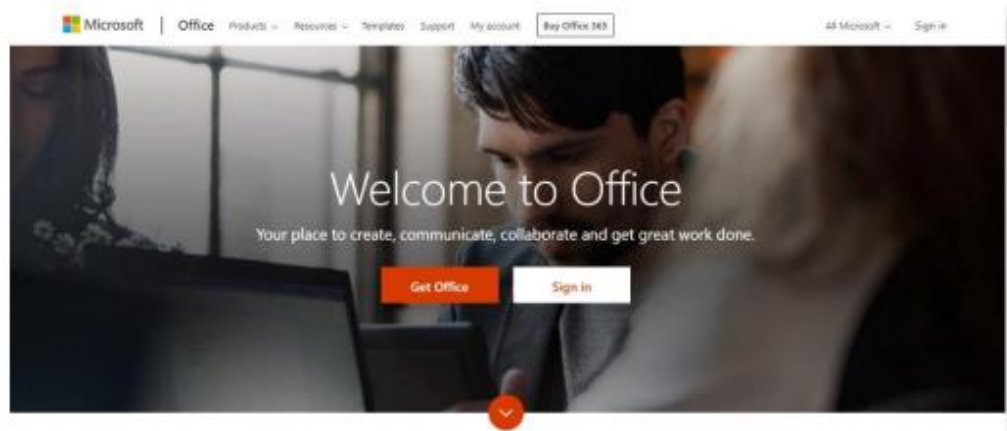 Microsoft | Office Products Resources Templates Support My account Buy Office 365 All Microsoft Sign in
Welcome to Office
Your place to create, communicate, collaborate and get great work done.
Get Office Sign in